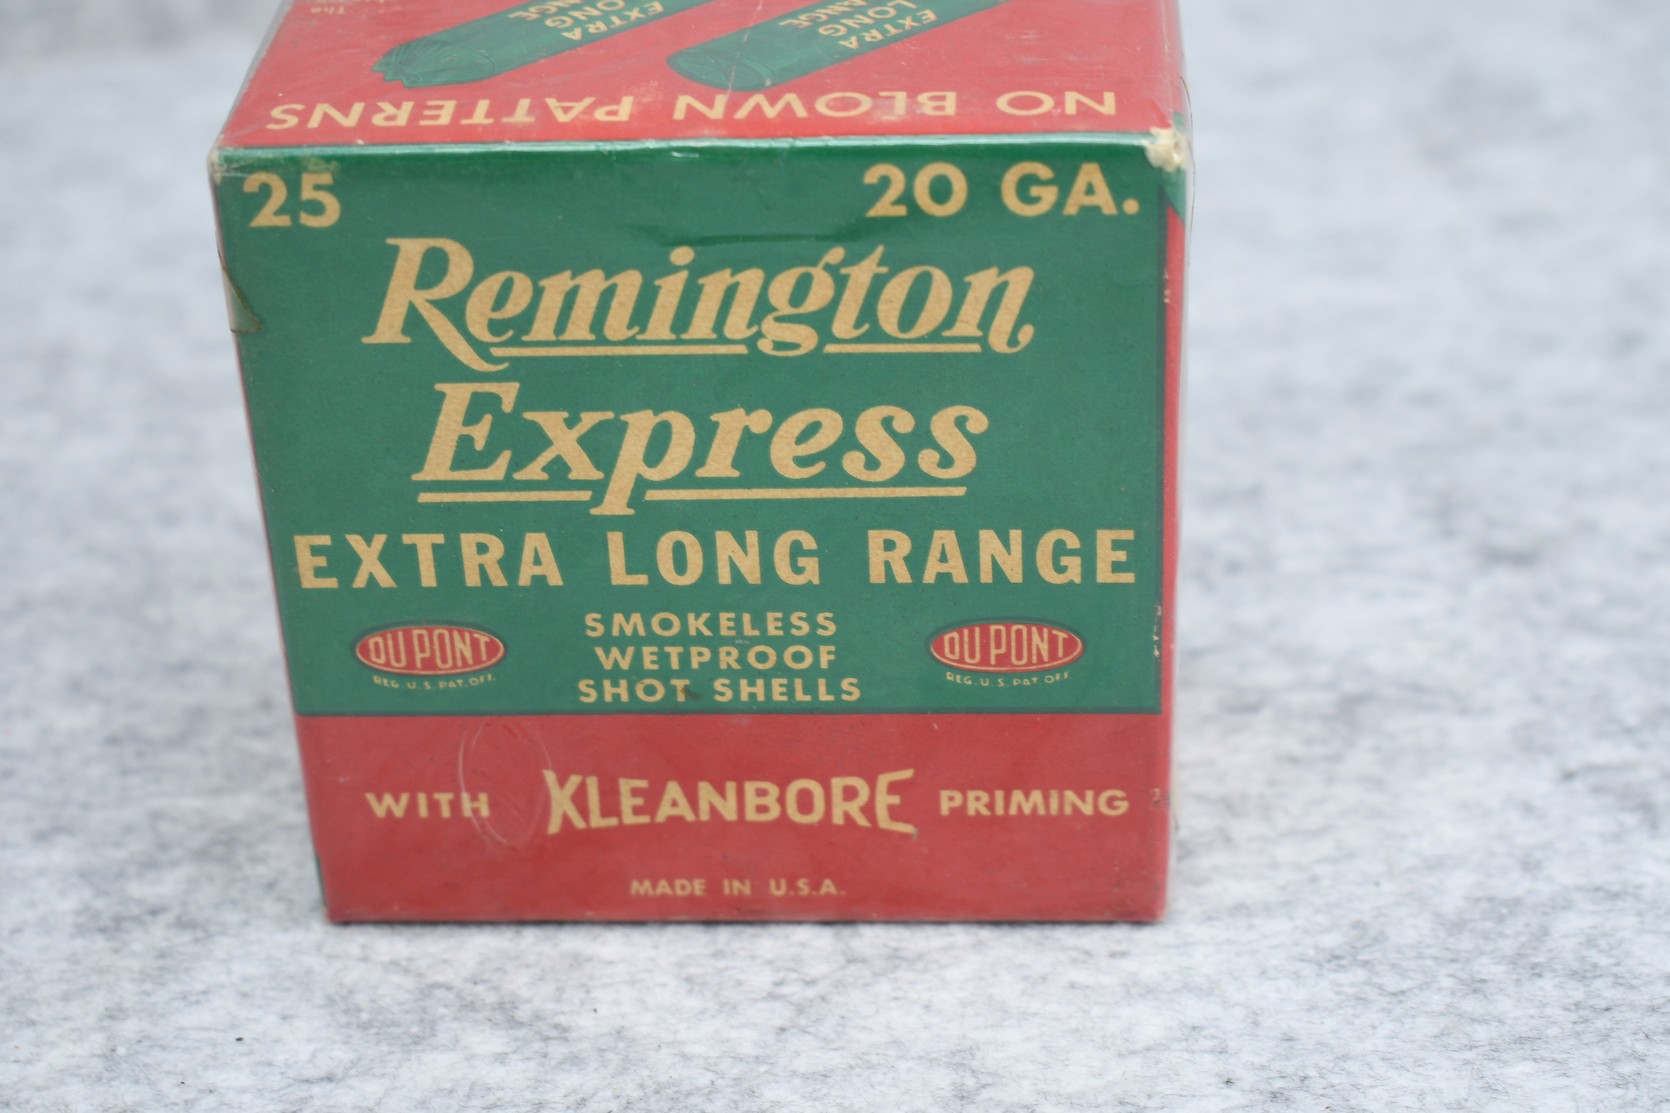 EXTRA
LONG
RANGE
EXTRA
LONG
RANGE
NO BLOWN PATTERNS
25
20 GA.
Remington
Express
EXTRA LONG RANGE
DU PONT
REG. U.S. PAT. OFF.
SMOKELESS
WETPROOF
SHOT SHELLS
DU PONT
REG. U.S. PAT. OFF.
WITH KLEANBORE PRIMING
MADE IN U.S.A.